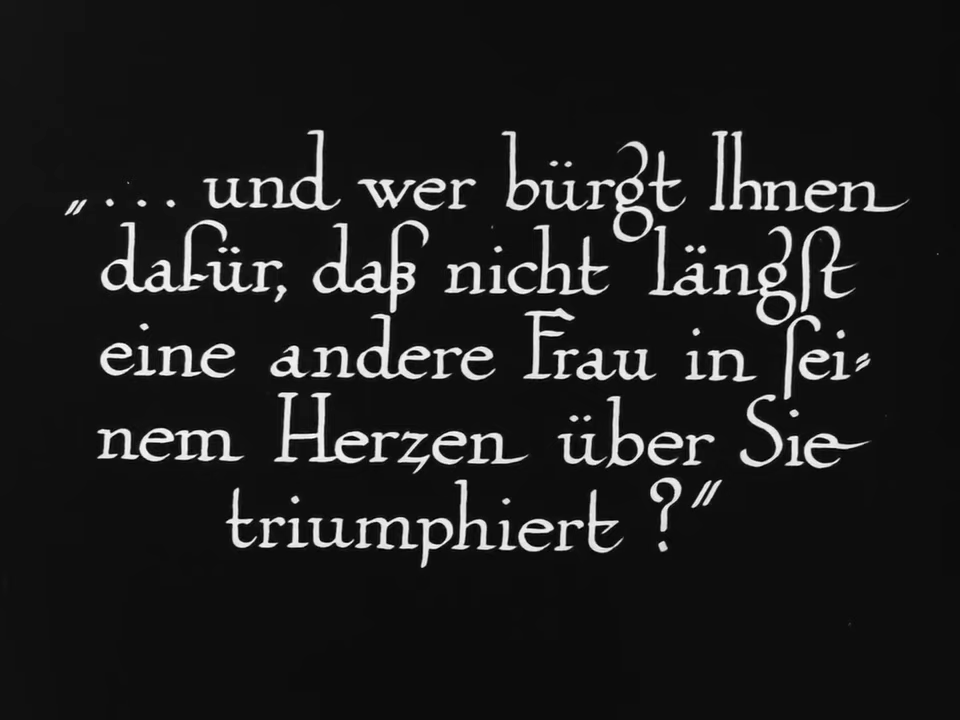 „... und wer bürgt Ihnen
dafür, daß nicht längſt
eine andere Frau in ſei⸗
nem Herzen über Sie
triumphiert?"